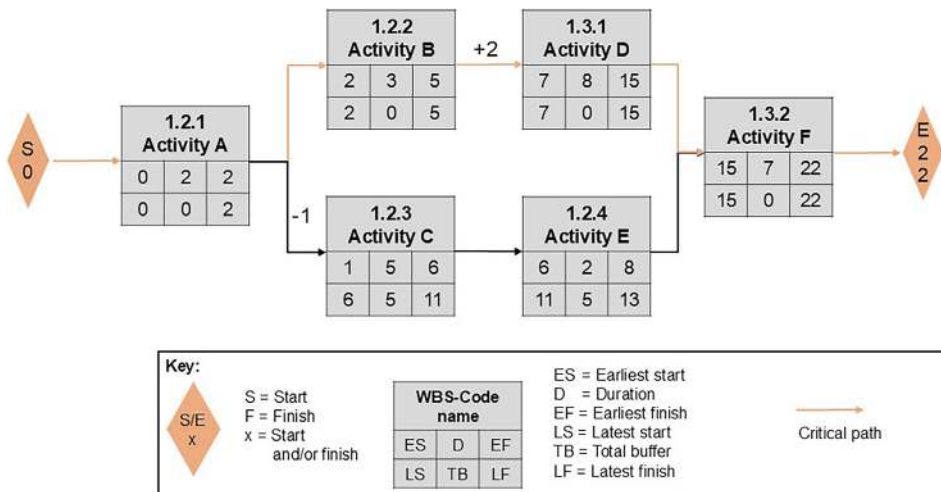 S
0
1.2.1
Activity A
0 2 2
0 0 2
1.2.2
Activity B
2 3 5
2 0 5
+2
1.3.1
Activity D
7 8 15
7 0 15
-1
1.2.3
Activity C
1 5 6
6 5 11
1.2.4
Activity E
6 2 8
11 5 13
1.3.2
Activity F
15 7 22
15 0 22
E
2
2
Key:
S/E
x
S = Start
F = Finish
x = Start
and/or finish
WBS-Code
name
ES D EF
LS TB LF
ES = Earliest start
D = Duration
EF = Earliest finish
LS = Latest start
TB = Total buffer
LF = Latest finish
Critical path